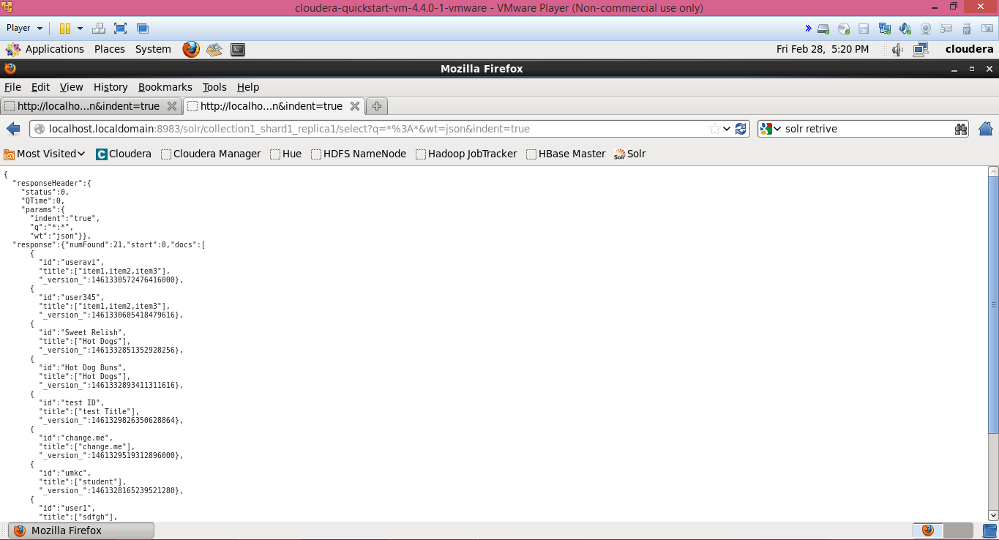 cloudera-quickstart-vm-4.4.0-1-vmware - VMware Player (Non-commercial use only)
Player
Applications Places System Fri Feb 28, 5:20 PM cloudera
Mozilla Firefox
File Edit View History Bookmarks Tools Help
http://localho...n&indent=true http://localho...n&indent=true
localhost.localdomain:8983/solr/collection1_shard1_replica1/select?q=*%3A*&wt=json&indent=true solr retrive
Most Visited Cloudera Cloudera Manager Hue HDFS NameNode Hadoop JobTracker HBase Master Solr
{
"responseHeader":{
"status":0,
"QTime":0,
"params":{
"indent":"true",
"q":"*:*",
"wt":"json"}},
"response":{"numFound":21,"start":0,"docs":[
{
"id":"useravi",
"title":["item1,item2,item3"],
"_version_":1461330572476416000},
{
"id":"user345",
"title":["item1,item2,item3"],
"_version_":1461330605418479616},
{
"id":"Sweet Relish",
"title":["Hot Dogs"],
"_version_":1461332851352928256},
{
"id":"Hot Dog Buns",
"title":["Hot Dogs"],
"_version_":1461332893411311616},
{
"id":"test ID",
"title":["test Title"],
"_version_":1461329826350628864},
{
"id":"change.me",
"title":["change.me"],
"_version_":1461329519312896000},
{
"id":"umkc",
"title":["student"],
"_version_":1461328165239521280},
{
"id":"user1",
"title":["sdfgh"],
Mozilla Firefox